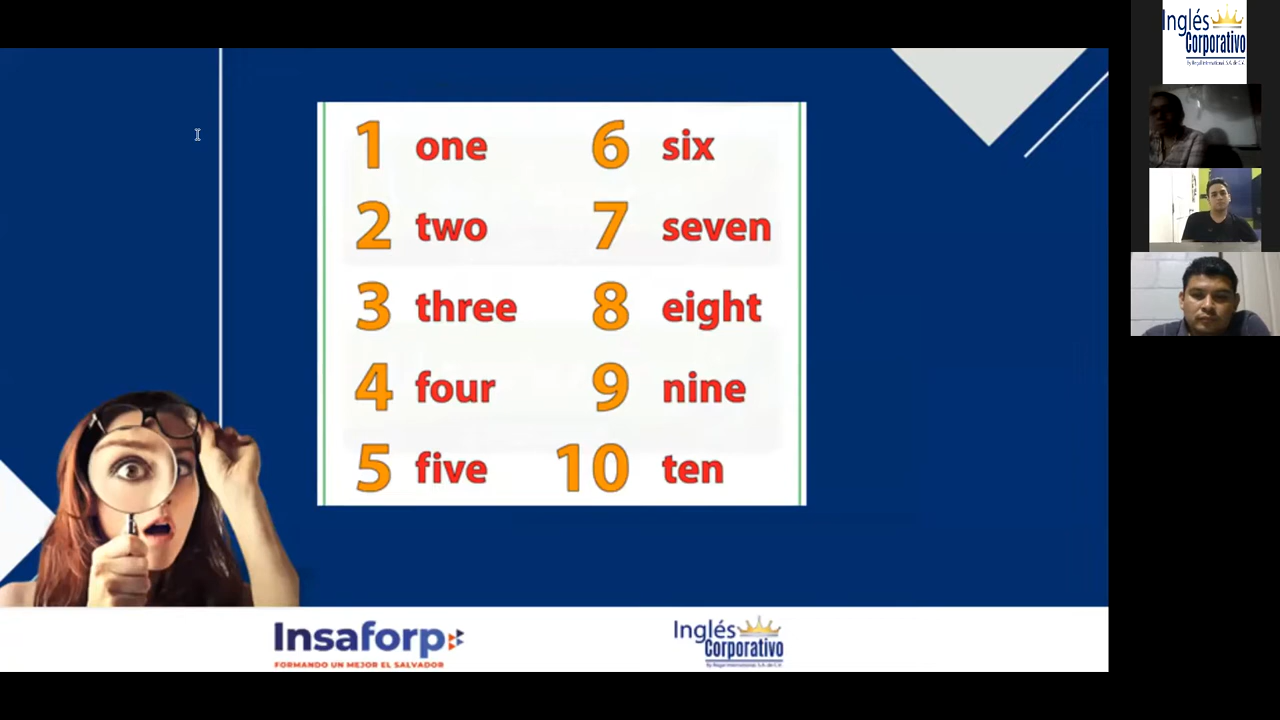 1 one 6 six
2 two 7 seven
3 three 8 eight
4 four 9 nine
5 five 10 ten
Insaforp
FORMANDO UN MEJOR EL SALVADOR
Inglés
Corporativo
Inglés
Corporativo